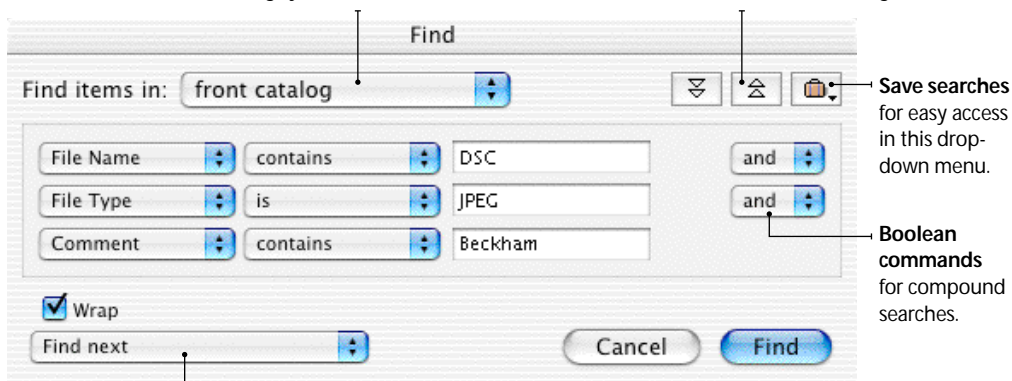 Find
Find items in: front catalog
File Name contains DSC and
File Type is JPEG and
Comment contains Beckham
Wrap
Find next Cancel Find
Save searches
for easy access
in this drop-
down menu.
Boolean
commands
for compound
searches.